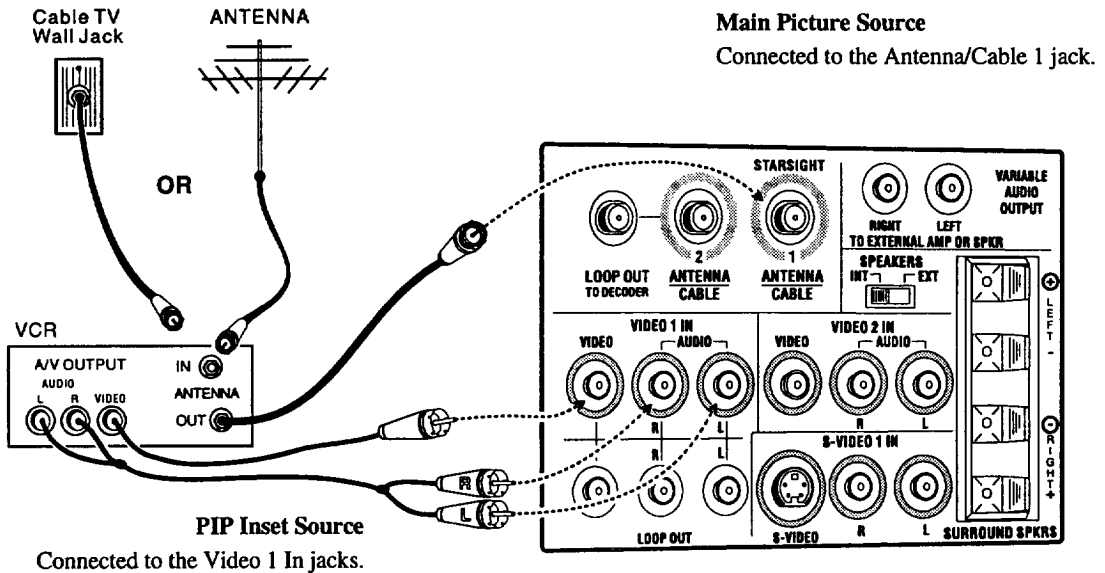 Cable TV
Wall Jack
ANTENNA
Main Picture Source
Connected to the Antenna/Cable 1 jack.
OR
STARSIGHT
VARIABLE
AUDIO
OUTPUT
RIGHT LEFT
TO EXTERNAL AMP OR SPKR
2 1
LOOP OUT
TO DECODER
ANTENNA
CABLE
ANTENNA
CABLE
SPEAKERS
INT EXT
+ LEFT -
VCR
A/V OUTPUT
AUDIO
L R VIDEO
IN
ANTENNA
OUT
VIDEO 1 IN
VIDEO AUDIO
VIDEO 2 IN
VIDEO AUDIO
R L
R L
R L
S-VIDEO 1 IN
- RIGHT +
R
L
LOOP OUT
S-VIDEO R L
SURROUND SPKRS
PIP Inset Source
Connected to the Video 1 In jacks.